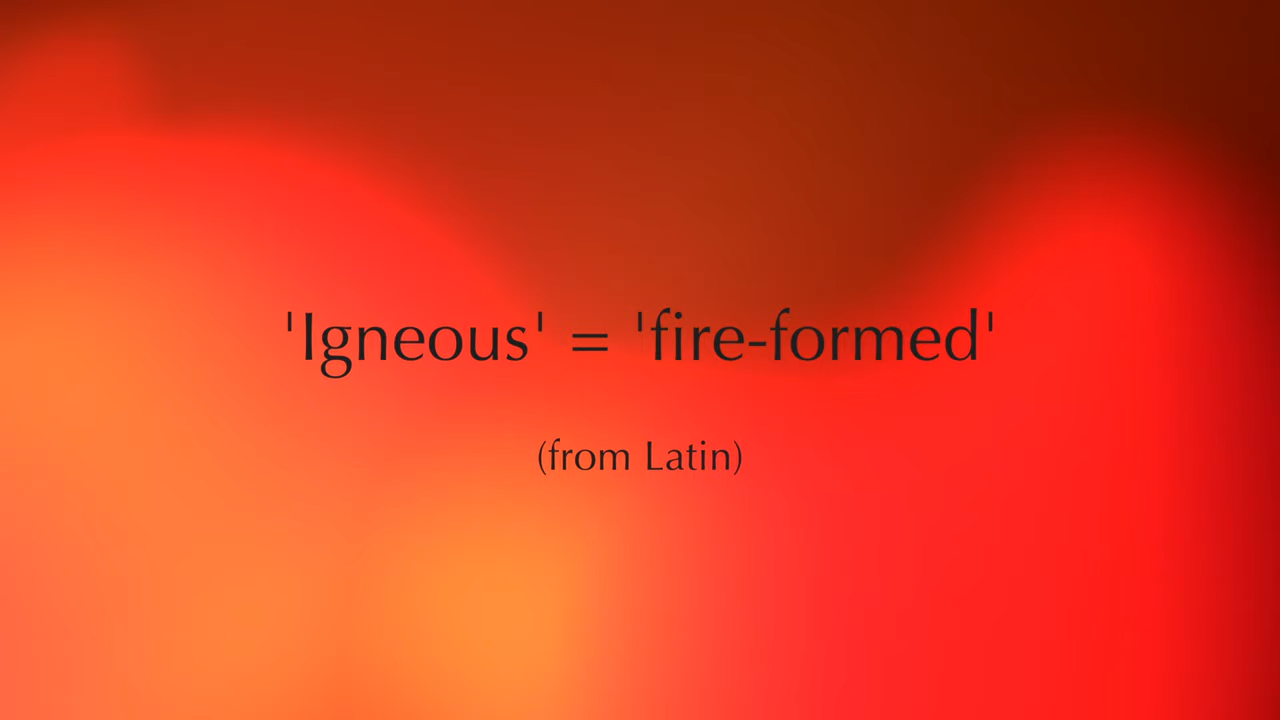 'Igneous' = 'fire-formed'
(from Latin)